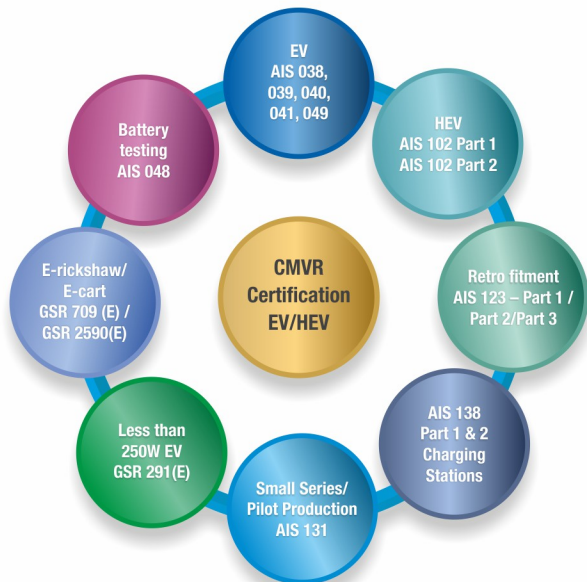 EV
AIS 038,
039, 040,
041, 049
HEV
AIS 102 Part 1
AIS 102 Part 2
Retro fitment
AIS 123 – Part 1 /
Part 2/Part 3
AIS 138
Part 1 & 2
Charging
Stations
Small Series/
Pilot Production
AIS 131
Less than
250W EV
GSR 291(E)
E-rickshaw/
E-cart
GSR 709 (E) /
GSR 2590(E)
Battery
testing
AIS 048
CMVR
Certification
EV/HEV